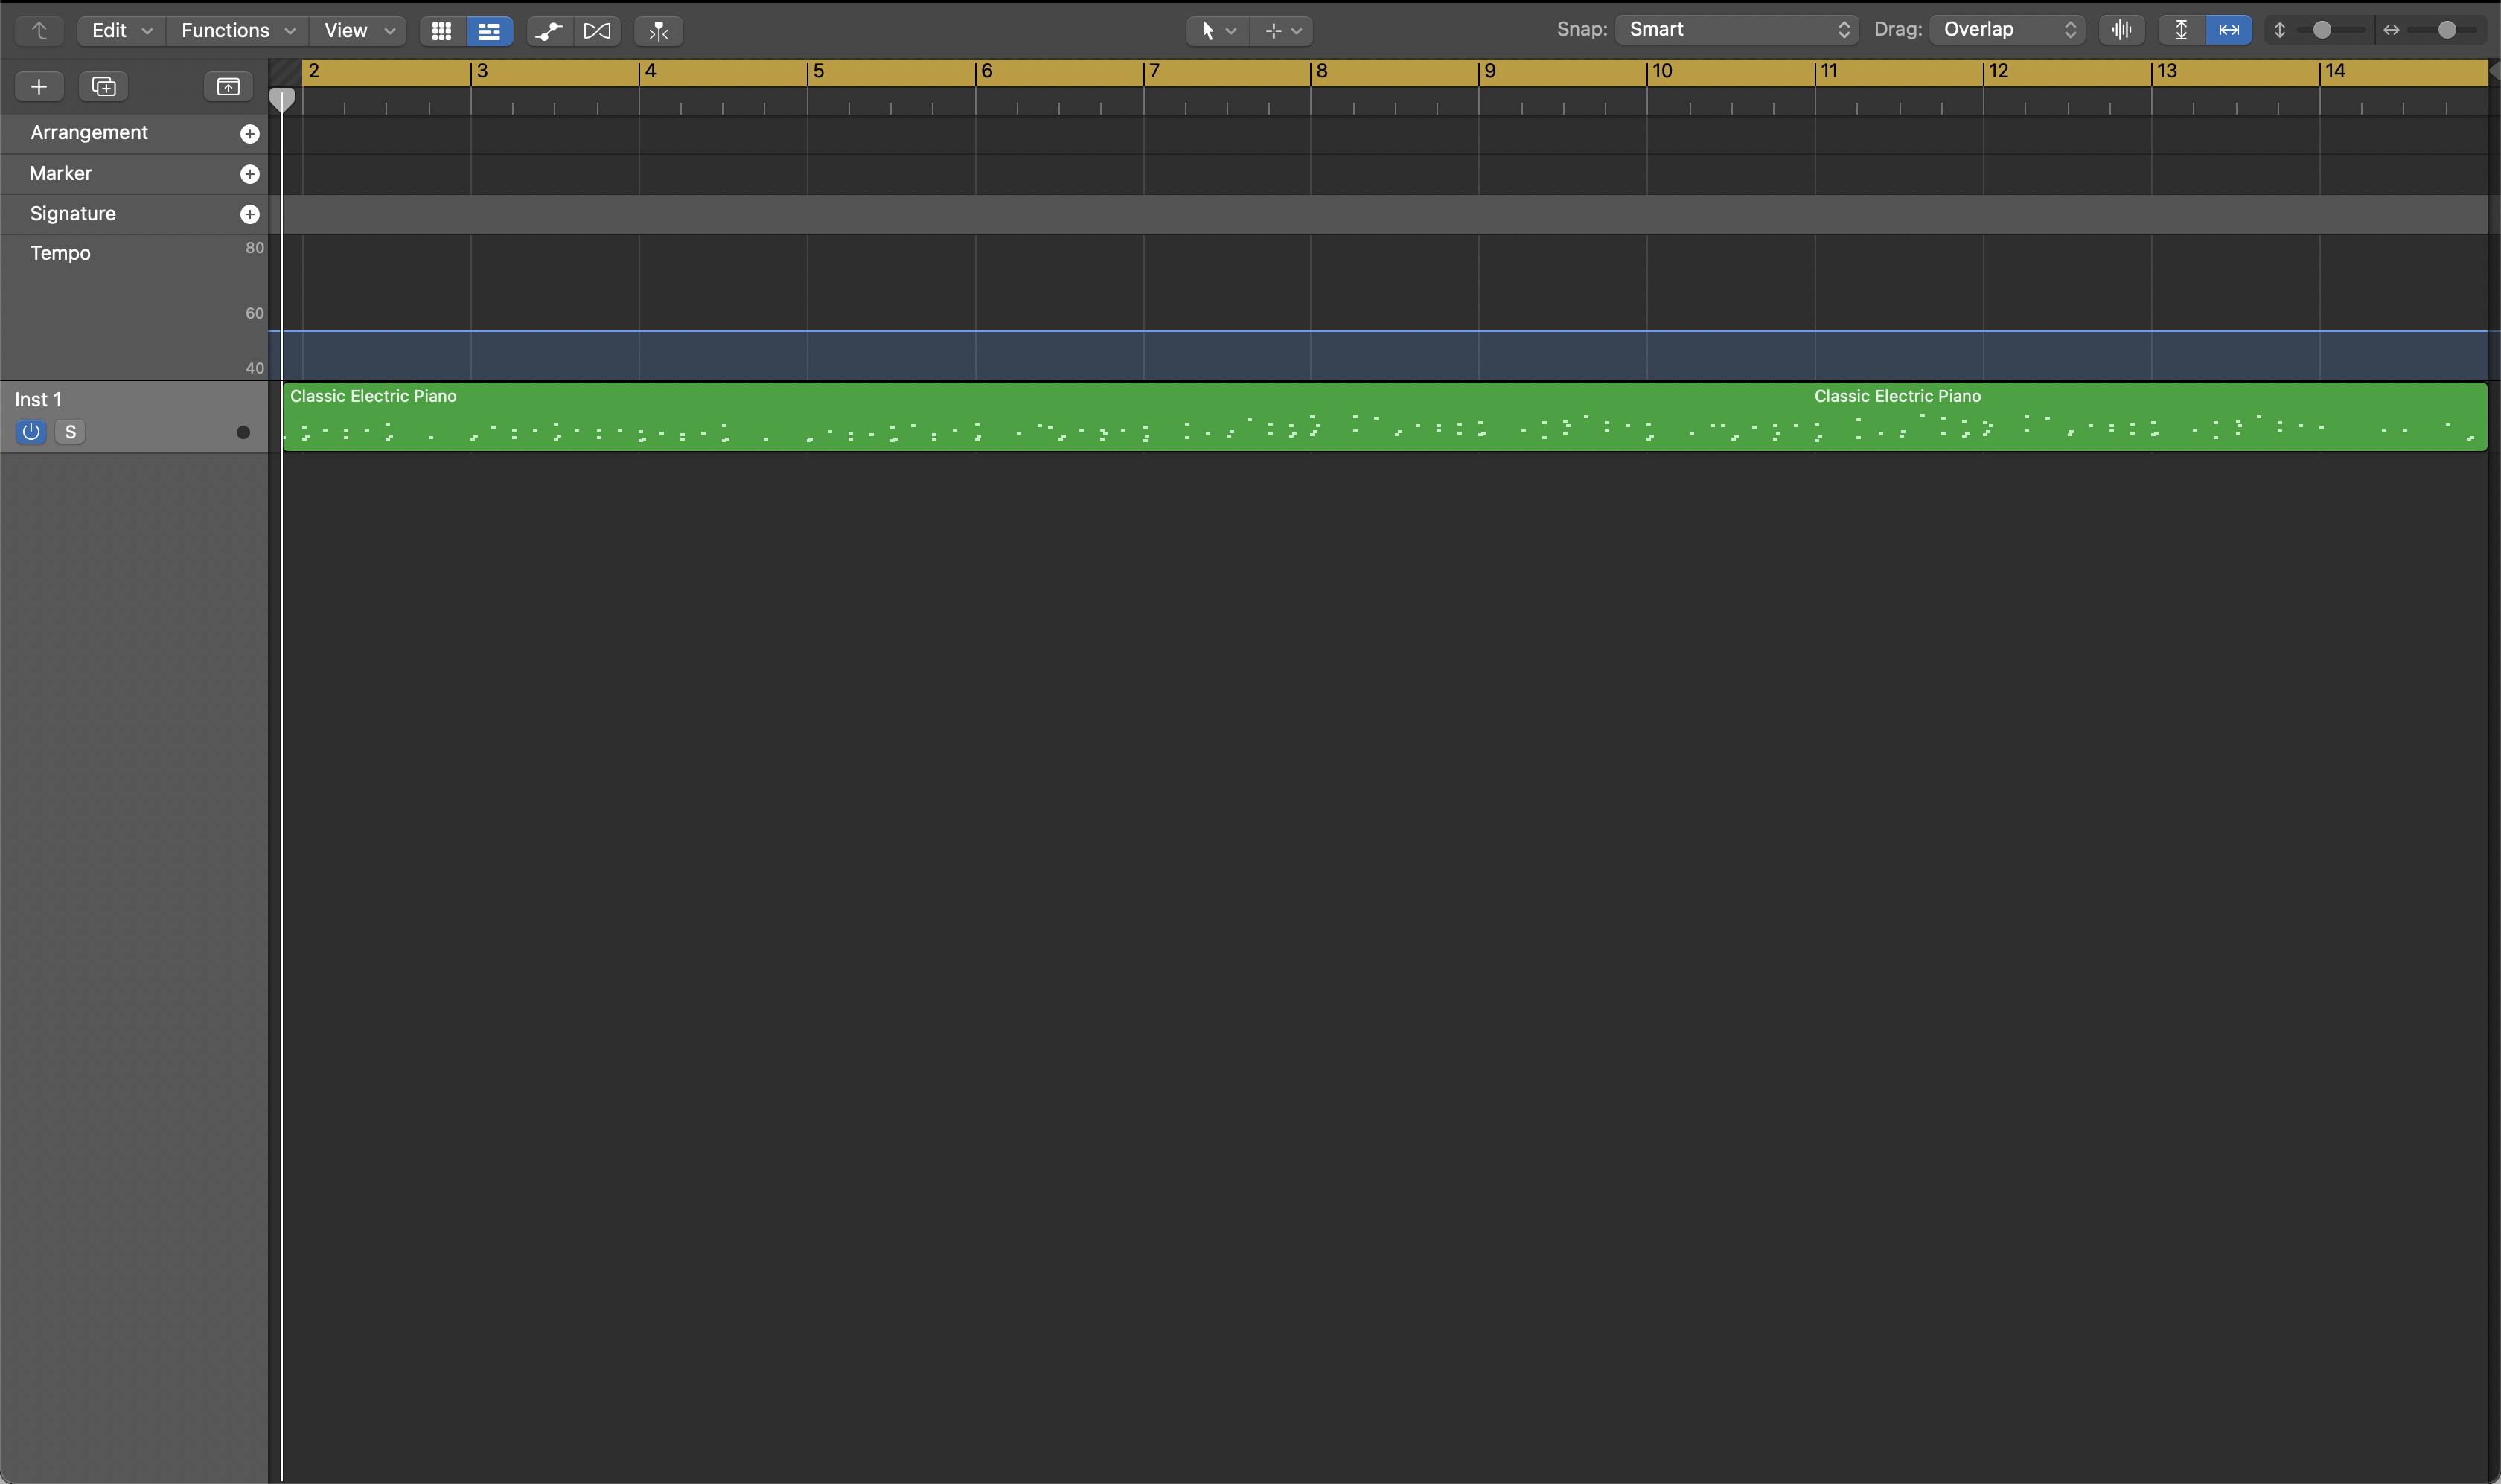 Edit Functions View Snap: Smart Drag: Overlap
2 3 4 5 6 7 8 9 10 11 12 13 14
Arrangement
Marker
Signature
Tempo 80
60
40
Inst 1 Classic Electric Piano Classic Electric Piano
S